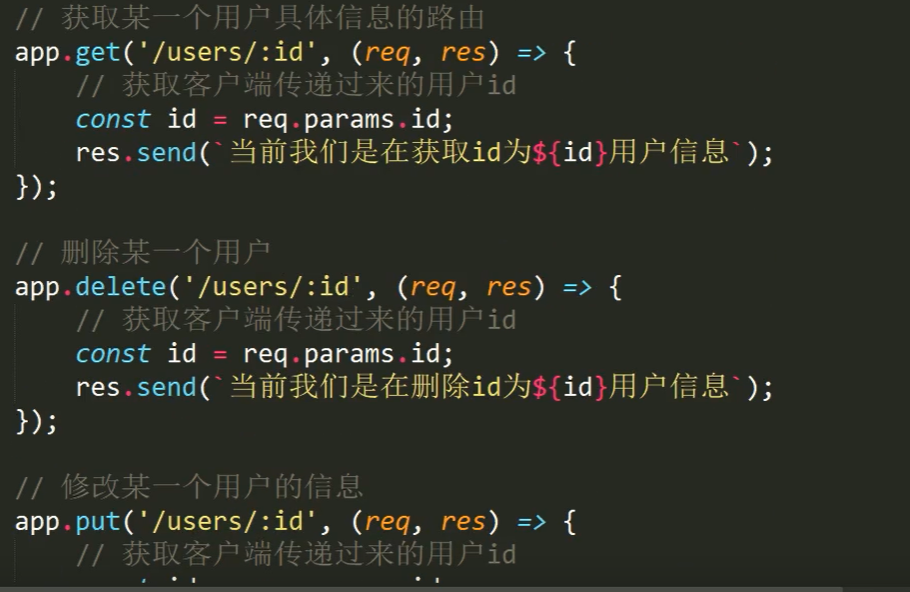 // 获取某一个用户具体信息的路由
app.get('/users/:id', (req, res) => {
// 获取客户端传递过来的用户id
const id = req.params.id;
res.send(`当前我们是在获取id为${id}用户信息`);
});
// 删除某一个用户
app.delete('/users/:id', (req, res) => {
// 获取客户端传递过来的用户id
const id = req.params.id;
res.send(`当前我们是在删除id为${id}用户信息`);
});
// 修改某一个用户的信息
app.put('/users/:id', (req, res) => {
// 获取客户端传递过来的用户id